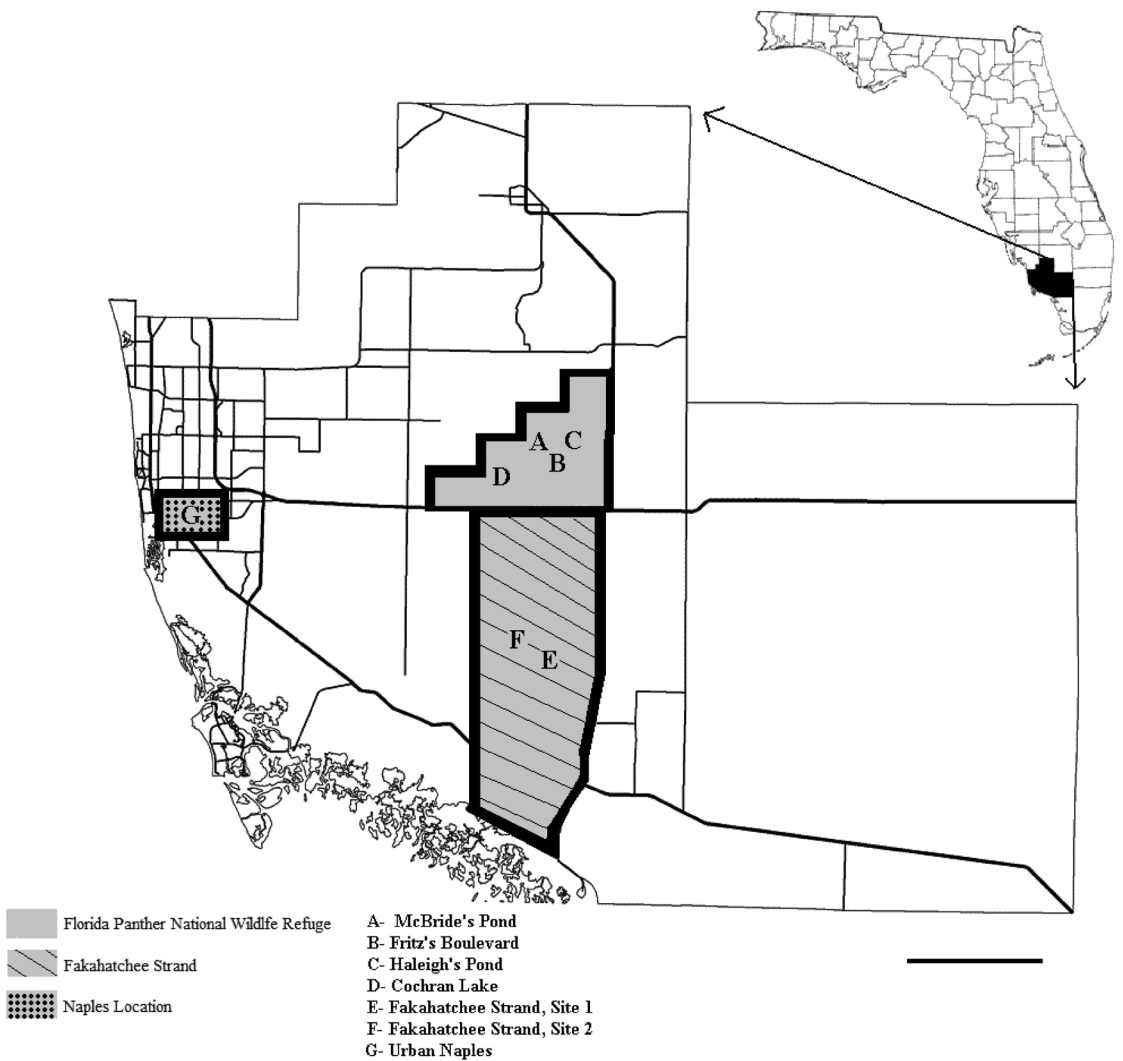 A
C
B
D
G
F
E
Florida Panther National Wildlfe Refuge
Fakahatchee Strand
Naples Location
A- McBride's Pond
B- Fritz's Boulevard
C- Haleigh's Pond
D- Cochran Lake
E- Fakahatchee Strand, Site 1
F- Fakahatchee Strand, Site 2
G- Urban Naples